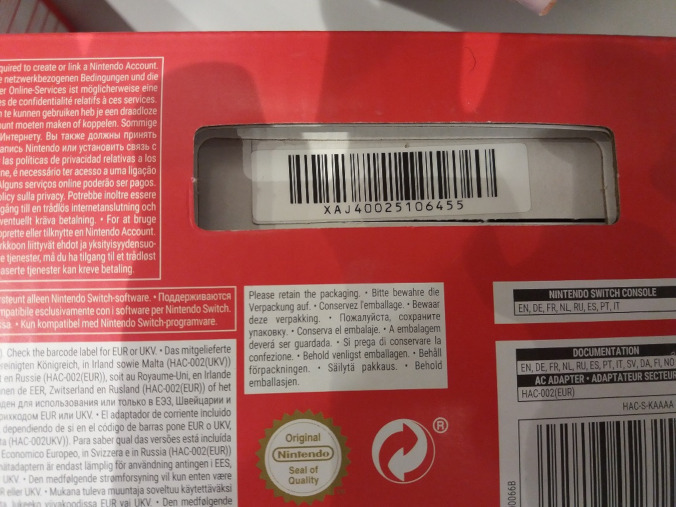 quired to create or link a Nintendo Account.
netzwerkbezogenen Bedingungen und die
er Online-Services ist möglicherweise eine
es de confidentialité relatifs à ces services.
te kunnen gebruiken heb je een draadloze
unt moeten maken of koppelen. Sommige
Интернету. Вы также должны принять
апись Nintendo или установить связь с
las políticas de privacidad relativas a los
ne, é necessário ter acesso a uma ligação
Alguns serviços online poderão ser pagos.
olicy sulla privacy. Potrebbe inoltre essere
gång till en trådlös internetanslutning och
ventuellt kräva betalning. • For at bruge
oprette eller tilknytte en Nintendo Account.
rkkoon liittyvät ehdot ja yksityisyydensuo-
e tjenester, må du ha tilgang til et trådløst
aserte tjenester kan kreve betaling.
XAJ40025106455
steunt alleen Nintendo Switch-software. • Поддерживаются
mpatibile esclusivamente con i software per Nintendo Switch.
ssa. • Kun kompatibel med Nintendo Switch-programvare.
Check the barcode label for EUR or UKV. • Das mitgelieferte
reinigten Königreich, in Irland sowie Malta (HAC-002(UKV))
et en Russie (HAC-002(EUR)), soit au Royaume-Uni, en Irlande
nen de EER, Zwitserland en Rusland (HAC-002(EUR)) of het
ден для использования или только в ЕЭЗ, Швейцарии и
рихкодом EUR или UKV. • El adaptador de corriente incluido
dependiendo de si en el código de barras pone EUR o UKV,
ta (HAC-002UKV)). Para saber qual das versões está incluída
Economico Europeo, in Svizzera e in Russia (HAC-002(EUR))
nätadaptern är endast lämplig för användning antingen i EES,
UKV. • Den medfølgende strømforsyning vil kun enten være
R eller UKV. • Mukana tuleva muuntaja soveltuu käytettäväksi
viivakoodissa EUR vai UKV. • Den medfølgende
Please retain the packaging. • Bitte bewahre die
Verpackung auf. • Conservez l'emballage. • Bewaar
deze verpakking. • Пожалуйста, сохраните
упаковку. • Conserva el embalaje. • A embalagem
deverá ser guardada. • Si prega di conservare la
confezione. • Behold venligst emballagen. • Behåll
förpackningen. • Säilytä pakkaus. • Behold
emballasjen.
Original
Nintendo
Seal of
Quality
®
NINTENDO SWITCH CONSOLE
EN, DE, FR, NL, RU, ES, PT, IT
DOCUMENTATION
EN, DE, FR, NL, RU, ES, PT, IT, SV, DA, FI, NO
AC ADAPTER • ADAPTATEUR SECTEUR
HAC-002(EUR)
HAC-S-KAAAA
0066B